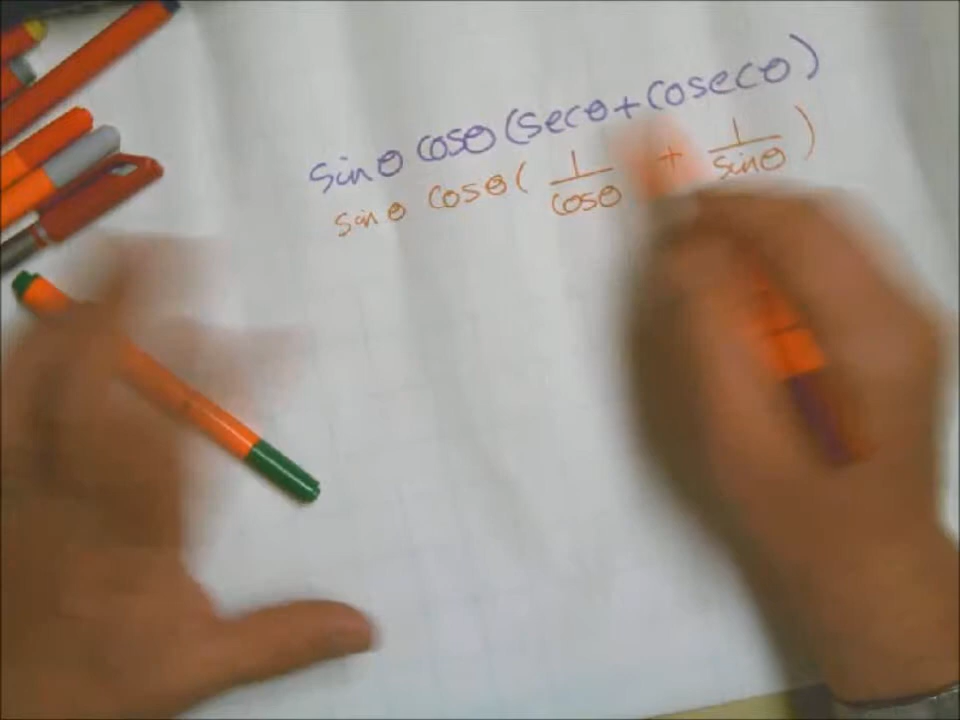 sinθ cosθ (secθ + cosecθ)
sinθ cosθ ( 1/cosθ + 1/sinθ )